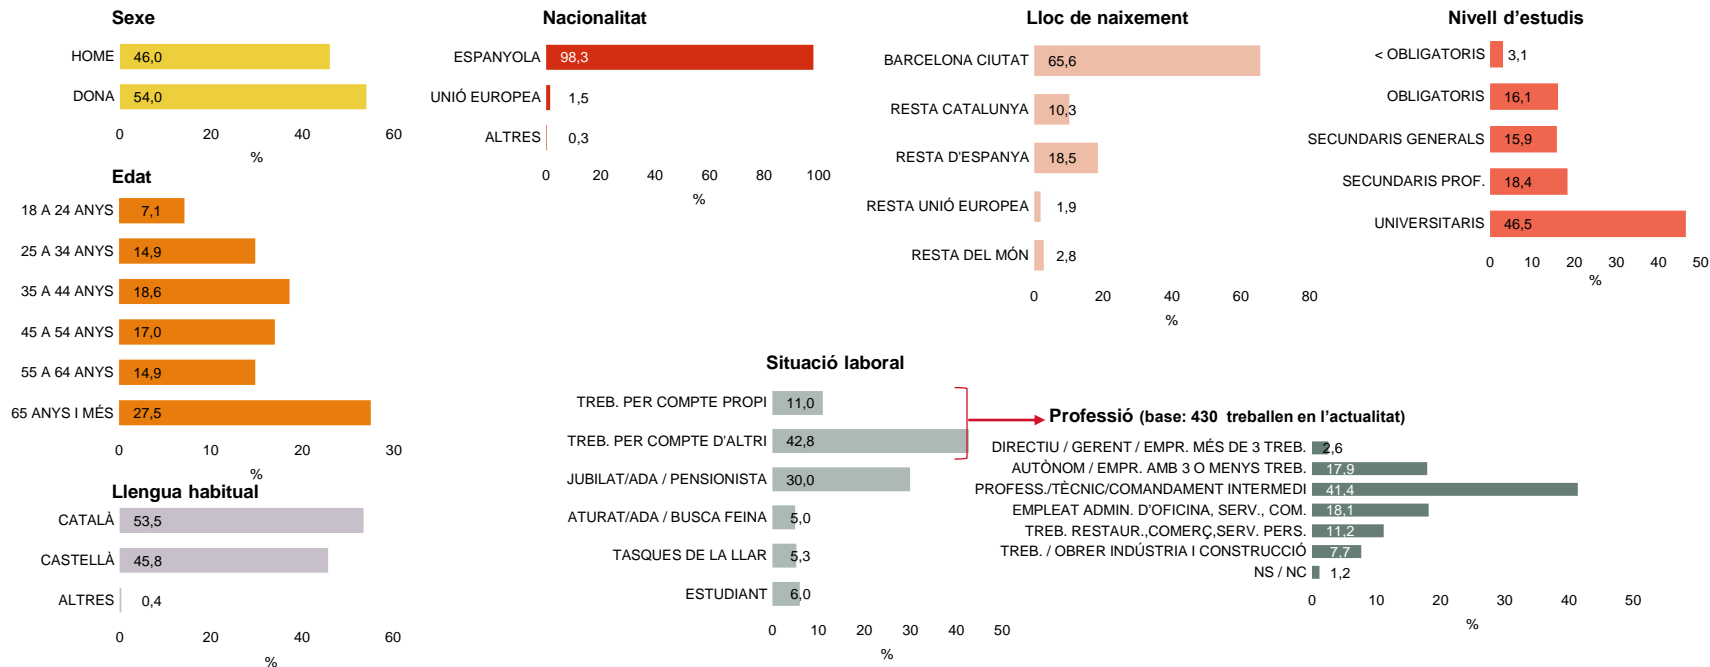 Sexe
HOME 46,0
DONA 54,0
0 20 40 60
%
Edat
18 A 24 ANYS 7,1
25 A 34 ANYS 14,9
35 A 44 ANYS 18,6
45 A 54 ANYS 17,0
55 A 64 ANYS 14,9
65 ANYS I MÉS 27,5
0 10 20 30
%
Llengua habitual
CATALÀ 53,5
CASTELLÀ 45,8
ALTRES 0,4
0 20 40 60
%
Nacionalitat
ESPANYOLA 98,3
UNIÓ EUROPEA 1,5
ALTRES 0,3
0 20 40 60 80 100
%
Lloc de naixement
BARCELONA CIUTAT 65,6
RESTA CATALUNYA 10,3
RESTA D'ESPANYA 18,5
RESTA UNIÓ EUROPEA 1,9
RESTA DEL MÓN 2,8
0 20 40 60 80
%
Nivell d’estudis
< OBLIGATORIS 3,1
OBLIGATORIS 16,1
SECUNDARIS GENERALS 15,9
SECUNDARIS PROF. 18,4
UNIVERSITARIS 46,5
0 10 20 30 40 50
%
Situació laboral
TREB. PER COMPTE PROPI 11,0
TREB. PER COMPTE D'ALTRI 42,8
JUBILAT/ADA / PENSIONISTA 30,0
ATURAT/ADA / BUSCA FEINA 5,0
TASQUES DE LA LLAR 5,3
ESTUDIANT 6,0
0 10 20 30 40 50
%
Professió (base: 430 treballen en l’actualitat)
DIRECTIU / GERENT / EMPR. MÉS DE 3 TREB. 2,6
AUTÒNOM / EMPR. AMB 3 O MENYS TREB. 17,9
PROFESS./TÈCNIC/COMANDAMENT INTERMEDI 41,4
EMPLEAT ADMIN. D’OFICINA, SERV., COM. 18,1
TREB. RESTAUR.,COMERÇ,SERV. PERS. 11,2
TREB. / OBRER INDÚSTRIA I CONSTRUCCIÓ 7,7
NS / NC 1,2
0 10 20 30 40 50
%